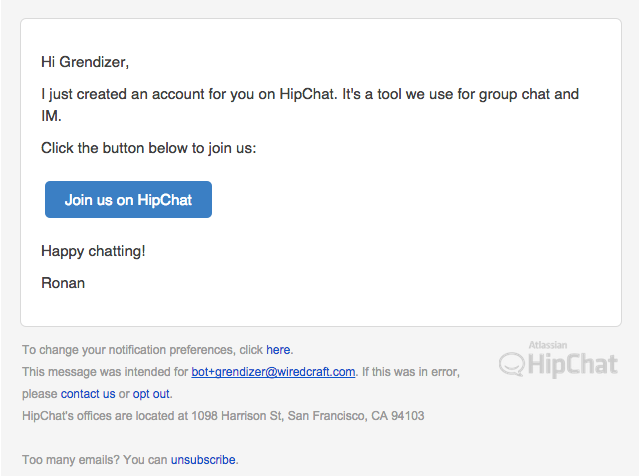 Hi Grendizer,
I just created an account for you on HipChat. It's a tool we use for group chat and
IM.
Click the button below to join us:
Join us on HipChat
Happy chatting!
Ronan
To change your notification preferences, click here.
This message was intended for bot+grendizer@wiredcraft.com. If this was in error,
please contact us or opt out.
HipChat's offices are located at 1098 Harrison St, San Francisco, CA 94103
Too many emails? You can unsubscribe.
Atlassian
HipChat